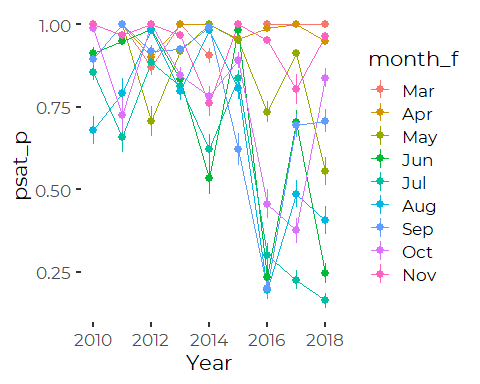 1.00
0.75
0.50
0.25
psat_p
2010
2012
2014
2016
2018
Year
month_f
Mar
Apr
May
Jun
Jul
Aug
Sep
Oct
Nov